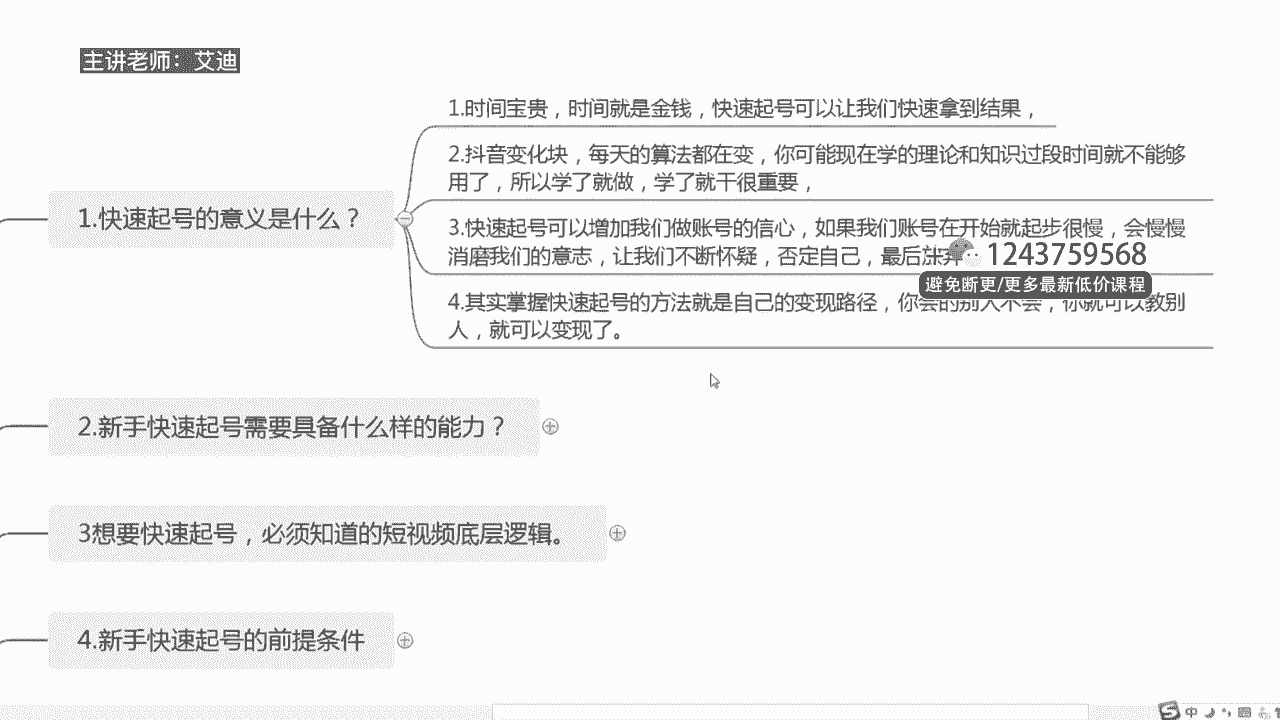 主讲老师：艾迪
1.时间宝贵，时间就是金钱，快速起号可以让我们快速拿到结果，
2.抖音变化块，每天的算法都在变，你可能现在学的理论和知识过段时间就不能够
用了，所以学了就做，学了就干很重要，
1.快速起号的意义是什么？
3.快速起号可以增加我们做账号的信心，如果我们账号在开始就起步很慢，会慢慢
消磨我们的意志，让我们不断怀疑，否定自己，最后放弃
1243759568
避免断更/更多最新低价课程
4.其实掌握快速起号的方法就是自己的变现路径，你会的别人不会，你就可以教别
人，就可以变现了。
2.新手快速起号需要具备什么样的能力？
3想要快速起号，必须知道的短视频底层逻辑。
4.新手快速起号的前提条件
中